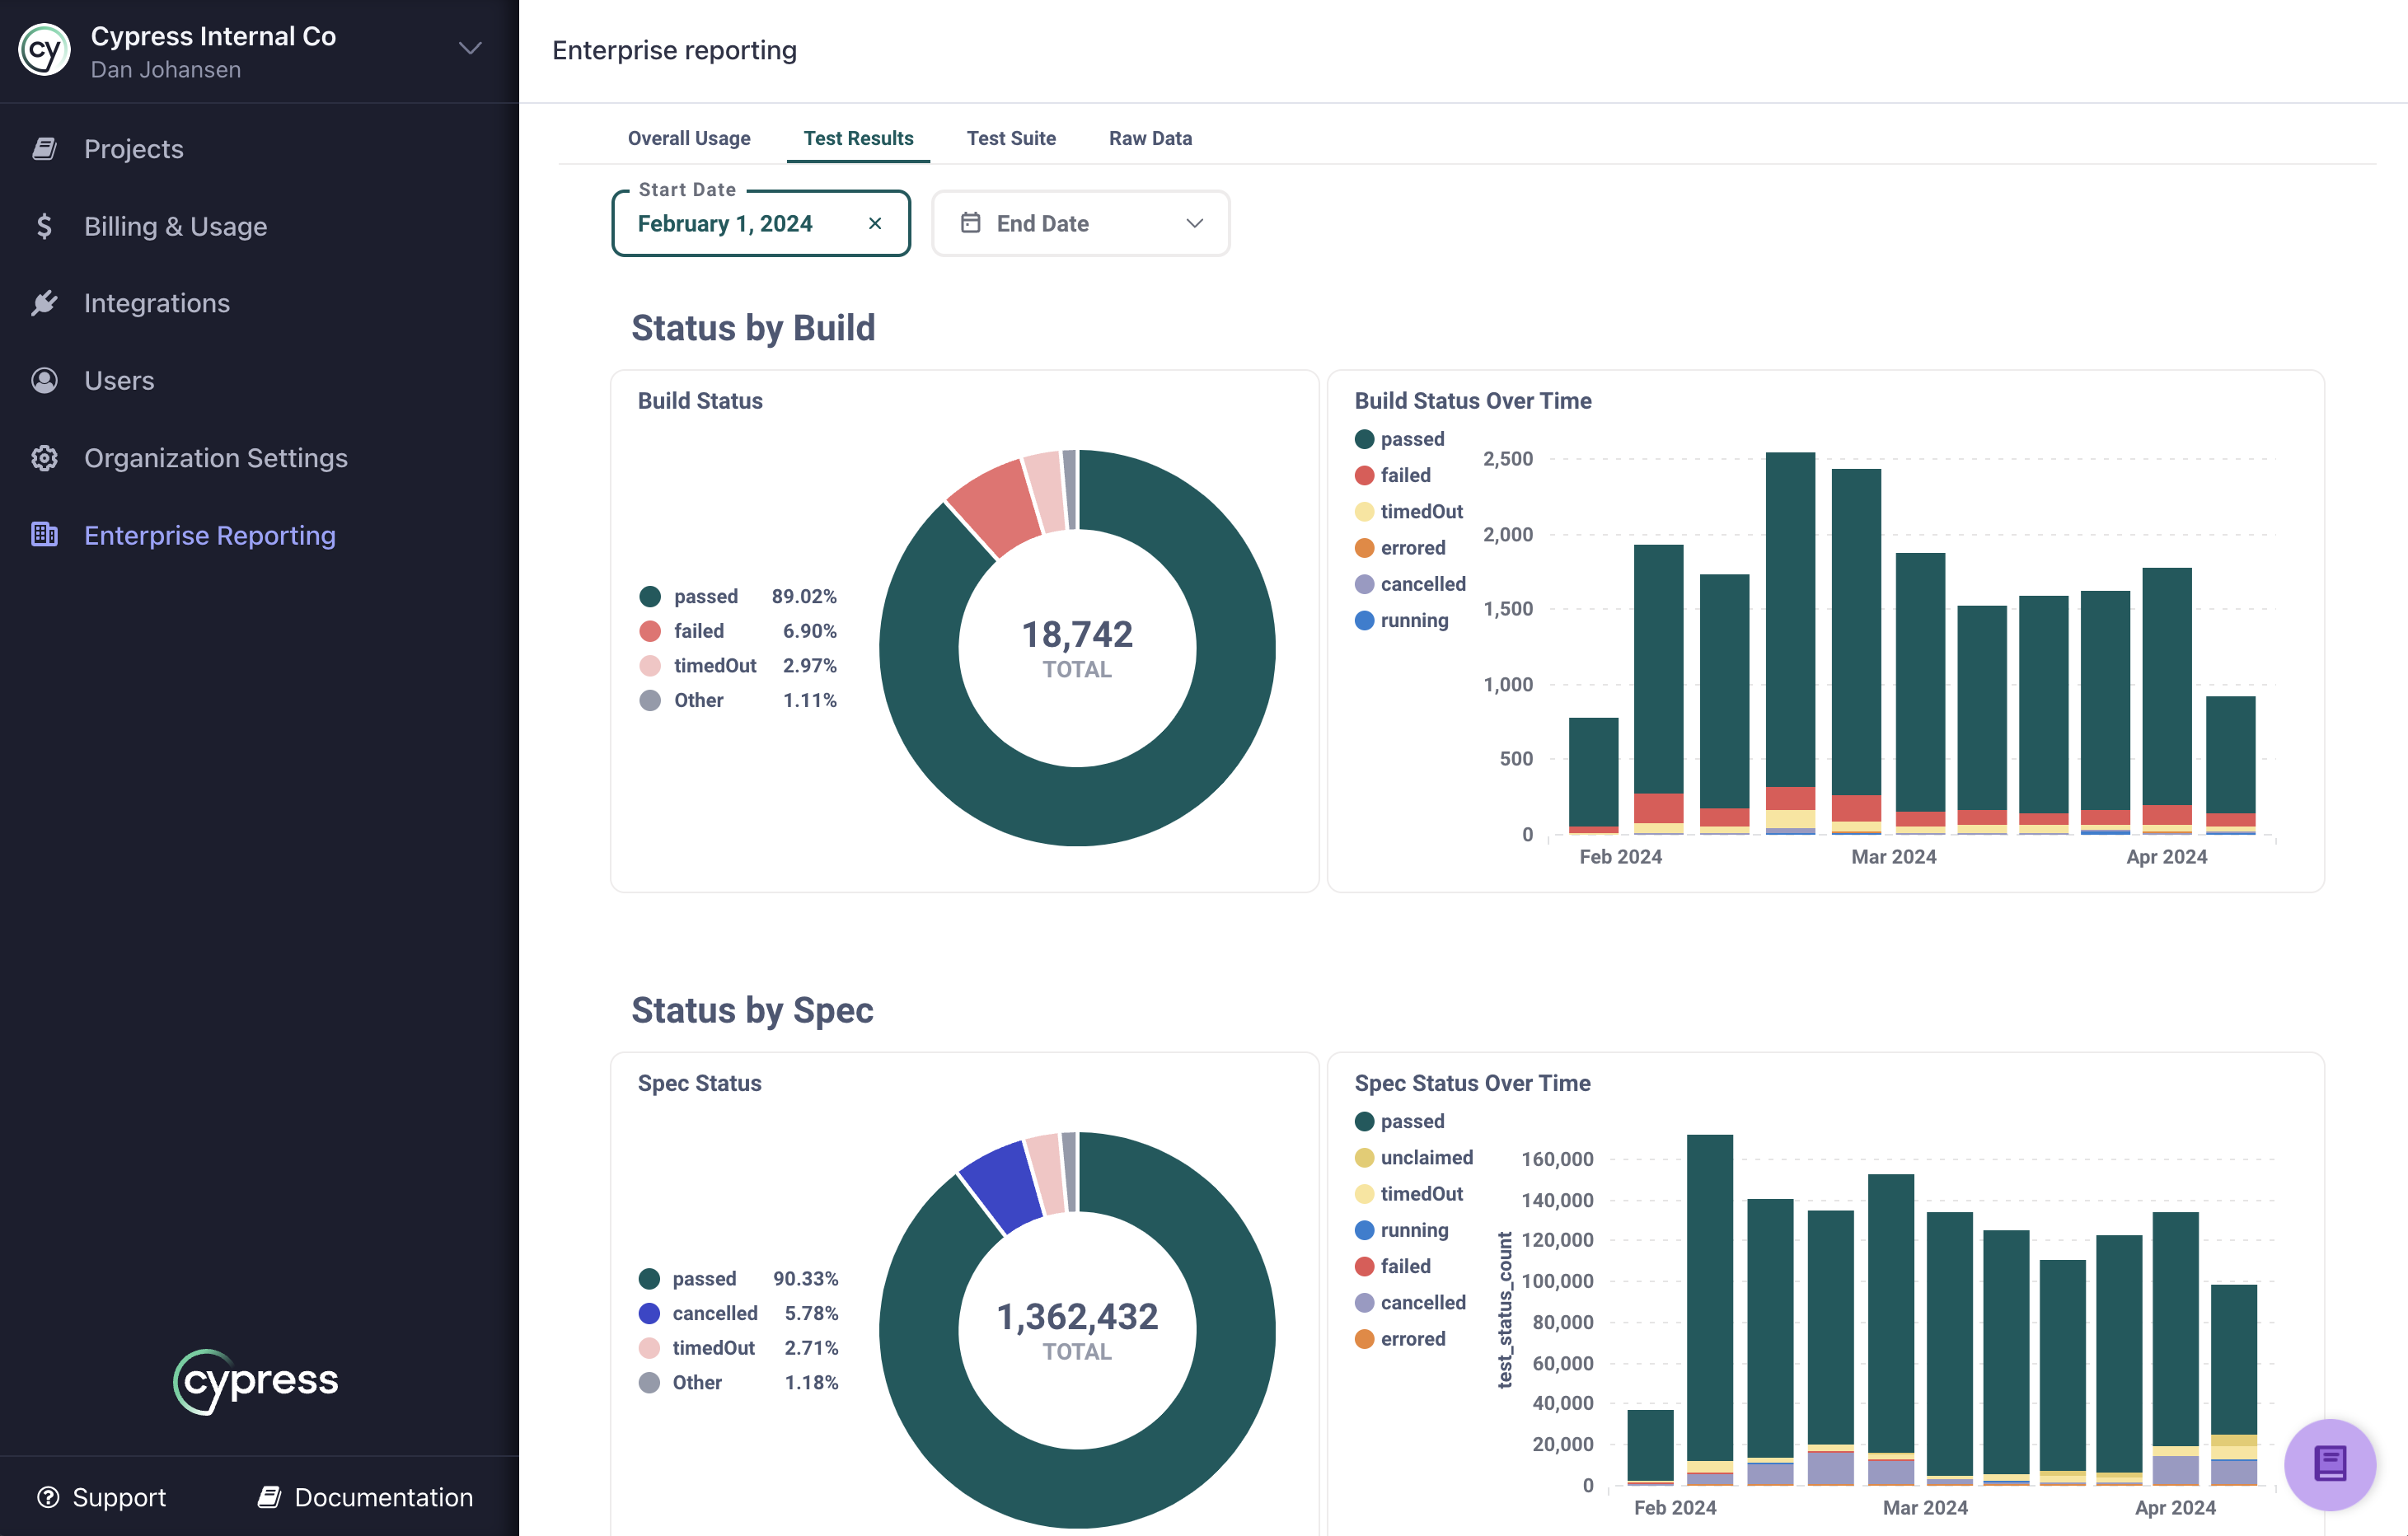 cy
Cypress Internal Co
Dan Johansen
Projects
Billing & Usage
Integrations
Users
Organization Settings
Enterprise Reporting
cypress
Support
Documentation
Enterprise reporting
Overall Usage
Test Results
Test Suite
Raw Data
Start Date
February 1, 2024
End Date
Status by Build
Build Status
passed 89.02%
failed 6.90%
timedOut 2.97%
Other 1.11%
18,742
TOTAL
Build Status Over Time
passed
failed
timedOut
errored
cancelled
running
2,500
2,000
1,500
1,000
500
0
Feb 2024
Mar 2024
Apr 2024
Status by Spec
Spec Status
passed 90.33%
cancelled 5.78%
timedOut 2.71%
Other 1.18%
1,362,432
TOTAL
Spec Status Over Time
passed
unclaimed
timedOut
running
failed
cancelled
errored
test_status_count
160,000
140,000
120,000
100,000
80,000
60,000
40,000
20,000
0
Feb 2024
Mar 2024
Apr 2024